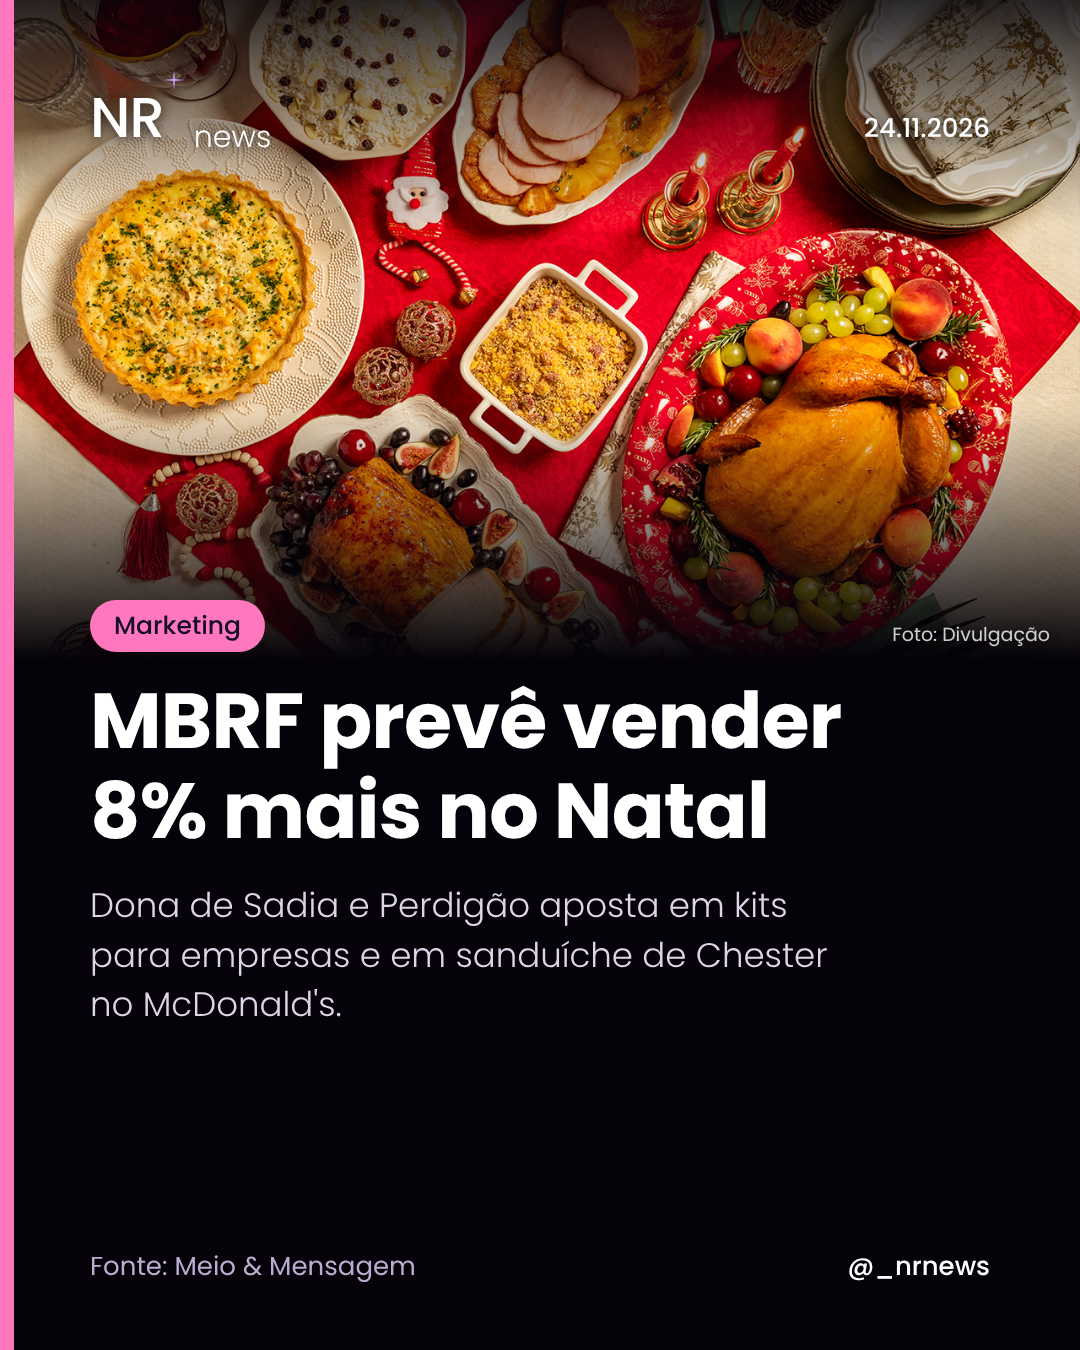 NR
news
24.11.2026
Marketing
Foto: Divulgação
MBRF prevê vender
8% mais no Natal
Dona de Sadia e Perdigão aposta em kits
para empresas e em sanduíche de Chester
no McDonald's.
Fonte: Meio & Mensagem
@_nrnews